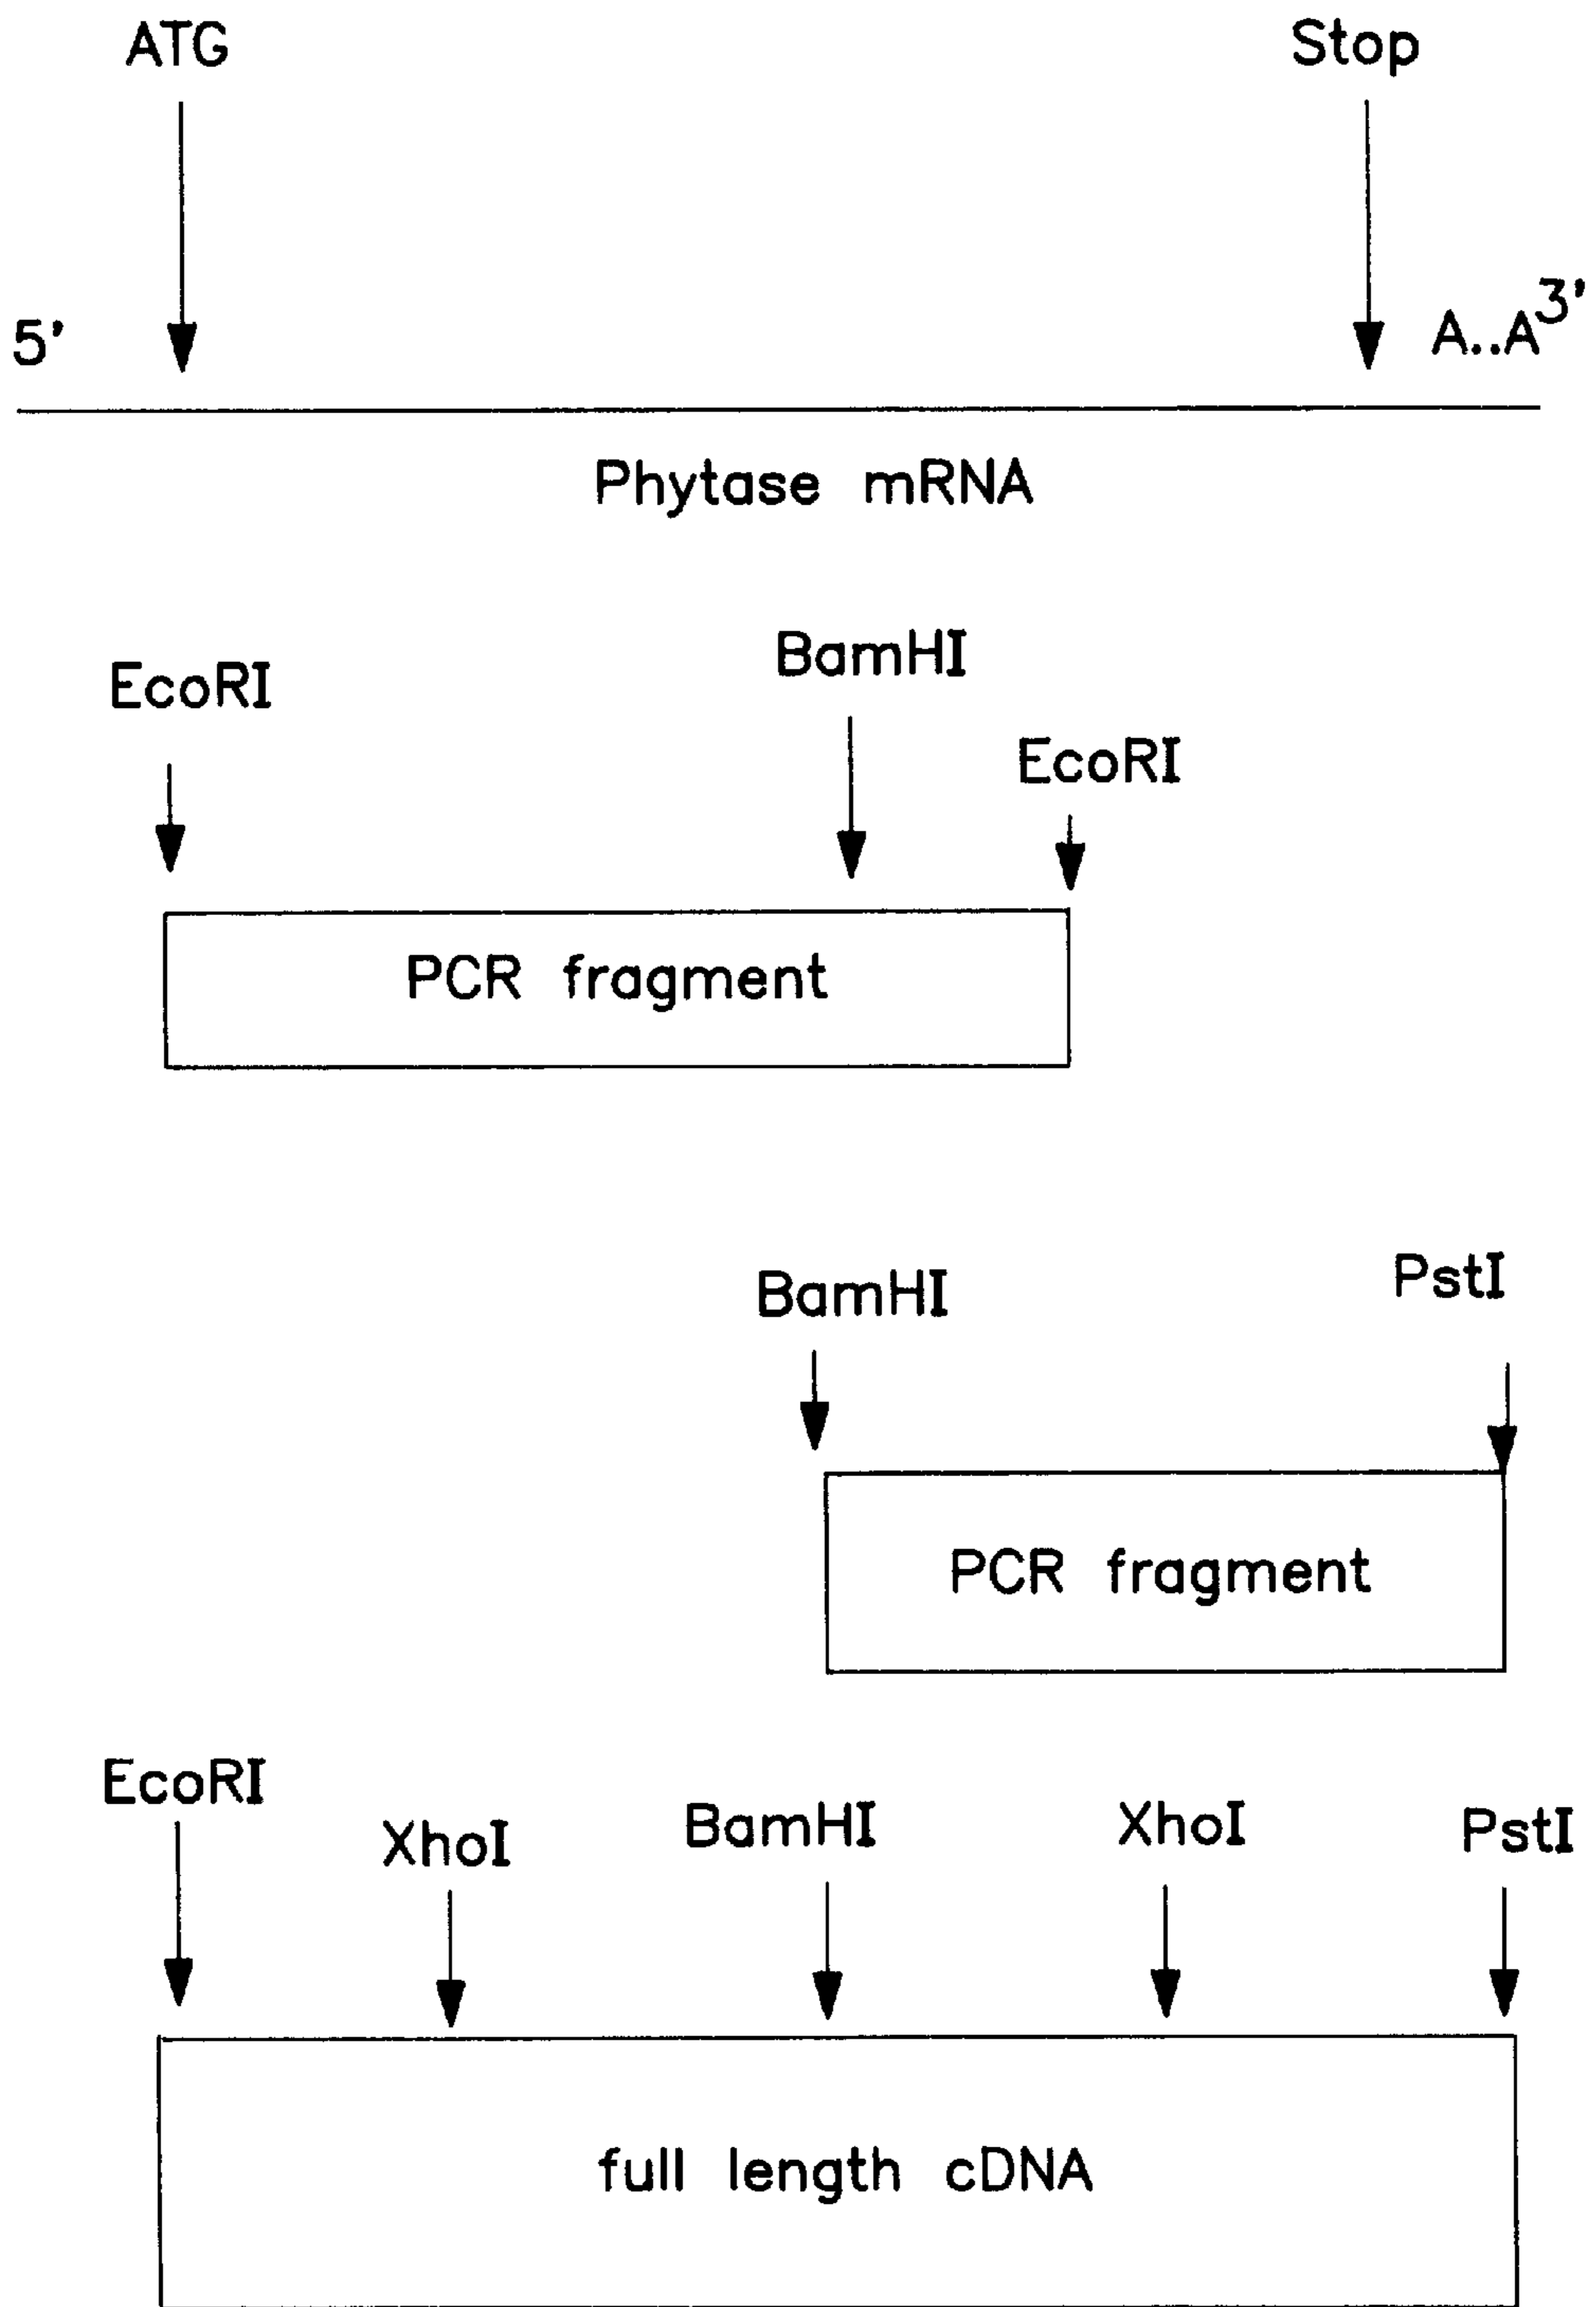 ATG
Stop
5'
A..A3'
Phytase mRNA
BamHI
EcoRI
EcoRI
PCR fragment
BamHI
PstI
PCR fragment
EcoRI
XhoI
BamHI
XhoI
PstI
full length cDNA